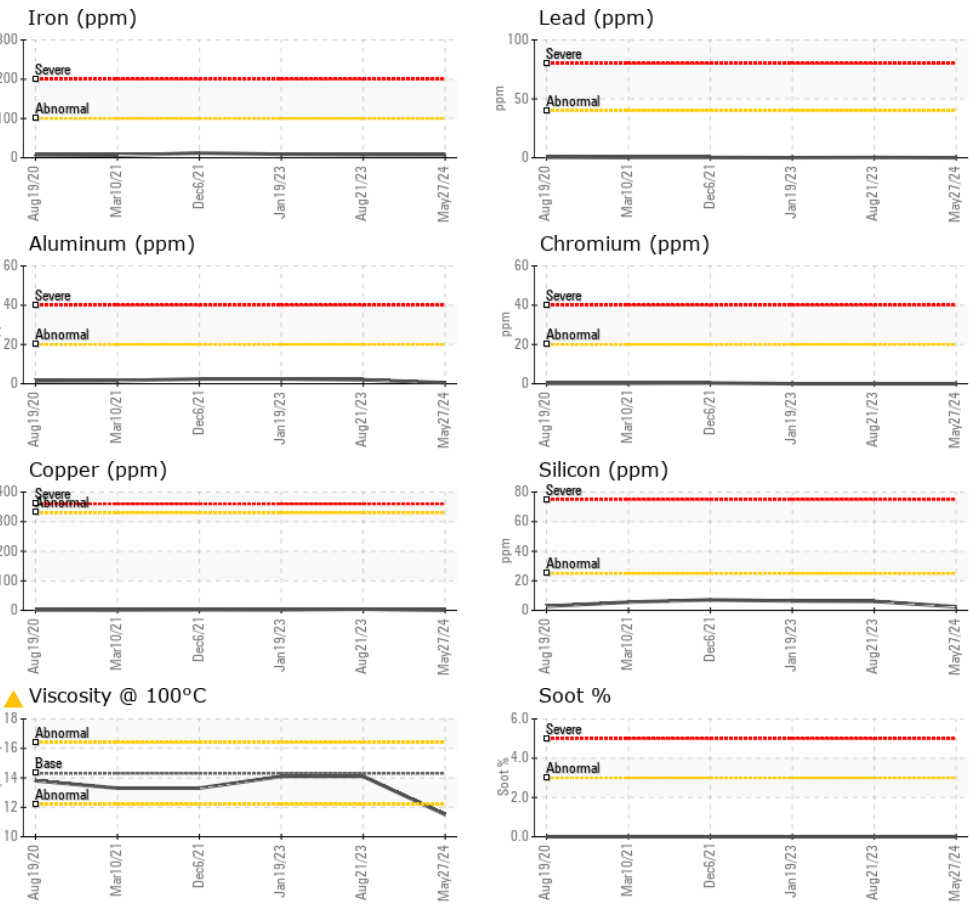 Iron (ppm)
300
200
100
0
Severe
Abnormal
Aug19/20
Mar10/21
Dec6/21
Jan19/23
Aug21/23
May27/24
Lead (ppm)
ppm
100
50
0
Severe
Abnormal
Aug19/20
Mar10/21
Dec6/21
Jan19/23
Aug21/23
May27/24
Aluminum (ppm)
60
40
20
0
Severe
Abnormal
Aug19/20
Mar10/21
Dec6/21
Jan19/23
Aug21/23
May27/24
Chromium (ppm)
ppm
60
40
20
0
Severe
Abnormal
Aug19/20
Mar10/21
Dec6/21
Jan19/23
Aug21/23
May27/24
Copper (ppm)
400
300
200
100
0
Severe
Abnormal
Aug19/20
Mar10/21
Dec6/21
Jan19/23
Aug21/23
May27/24
Silicon (ppm)
ppm
80
60
40
20
0
Severe
Abnormal
Aug19/20
Mar10/21
Dec6/21
Jan19/23
Aug21/23
May27/24
Viscosity @ 100°C
18
16
14
12
10
Abnormal
Base
Abnormal
Aug19/20
Mar10/21
Dec6/21
Jan19/23
Aug21/23
May27/24
Soot %
Soot %
6.0
4.0
2.0
0.0
Severe
Abnormal
Aug19/20
Mar10/21
Dec6/21
Jan19/23
Aug21/23
May27/24